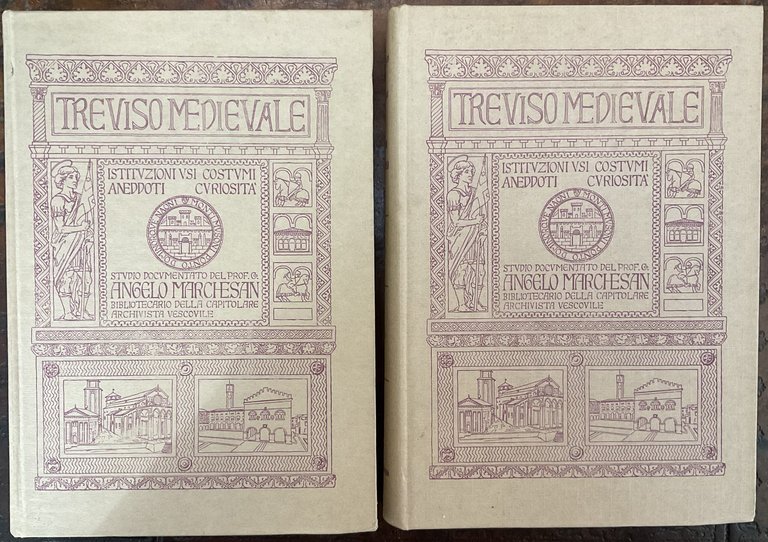 TREVISO MEDIEVALE
ISTITVZIONI VSI COSTVMI
ANEDDOTI CVRIOSITA'
STVDIO DOCVMENTATO DEL PROF. G.
ANGELO MARCHESAN
BIBLIOTECARIO DELLA CAPITOLARE
ARCHIVISTA VESCOVILE
TREVISO MEDIEVALE
ISTITVZIONI VSI COSTVMI
ANEDDOTI CVRIOSITA'
STVDIO DOCVMENTATO DEL PROF. G.
ANGELO MARCHESAN
BIBLIOTECARIO DELLA CAPITOLARE
ARCHIVISTA VESCOVILE